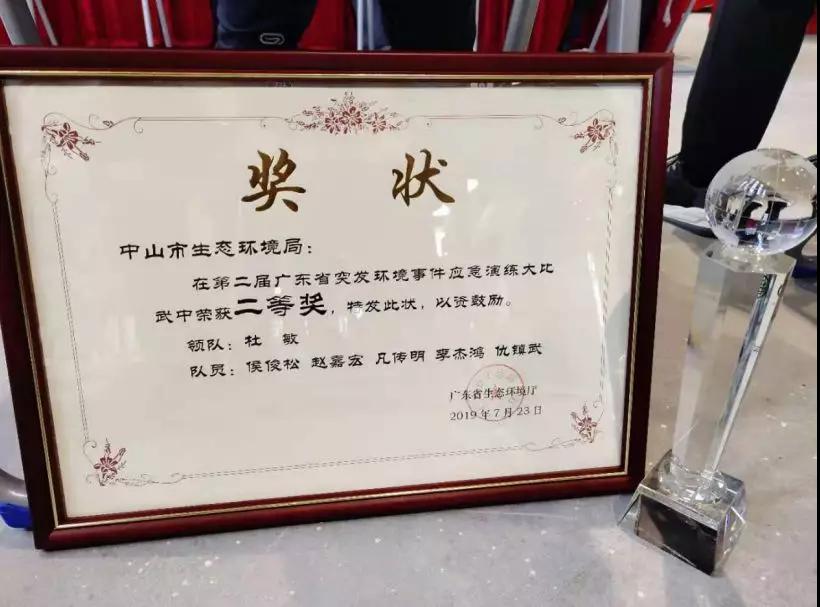 奖 状
中山市生态环境局：
在第二届广东省突发环境事件应急演练大比
武中荣获二等奖，特发此状，以资鼓励。
领队：杜 敏
队员：侯俊松 赵嘉宏 凡传明 李杰鸿 仇镇武
广东省生态环境厅
2019年7月23日